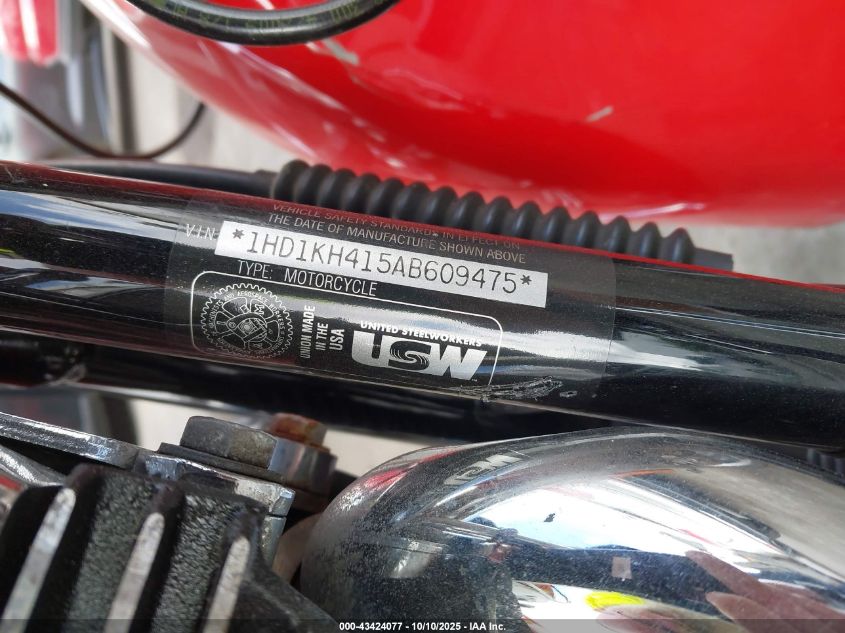 VEHICLE SAFETY STANDARDS IN EFFECT ON
THE DATE OF MANUFACTURE SHOWN ABOVE
VIN *1HD1KH415AB609475*
TYPE: MOTORCYCLE
UNION MADE
IN THE
USA
UNITED STEELWORKERS
USW
000-43424077 - 10/10/2025 - IAA Inc.